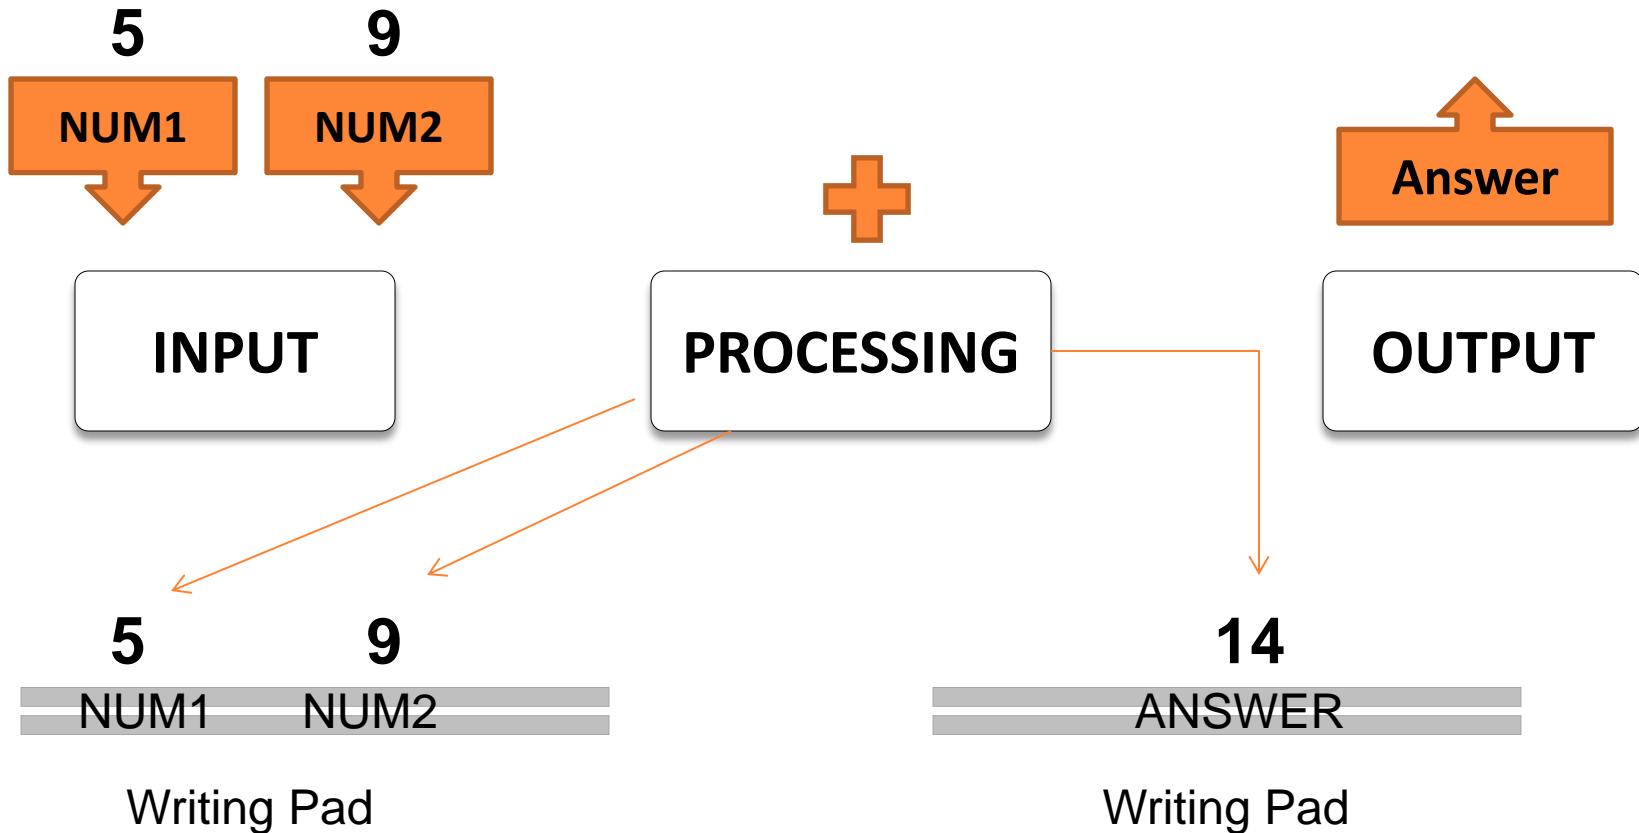 5 9
NUM1 NUM2
Answer
INPUT PROCESSING OUTPUT
5 9 14
NUM1 NUM2 ANSWER
Writing Pad Writing Pad